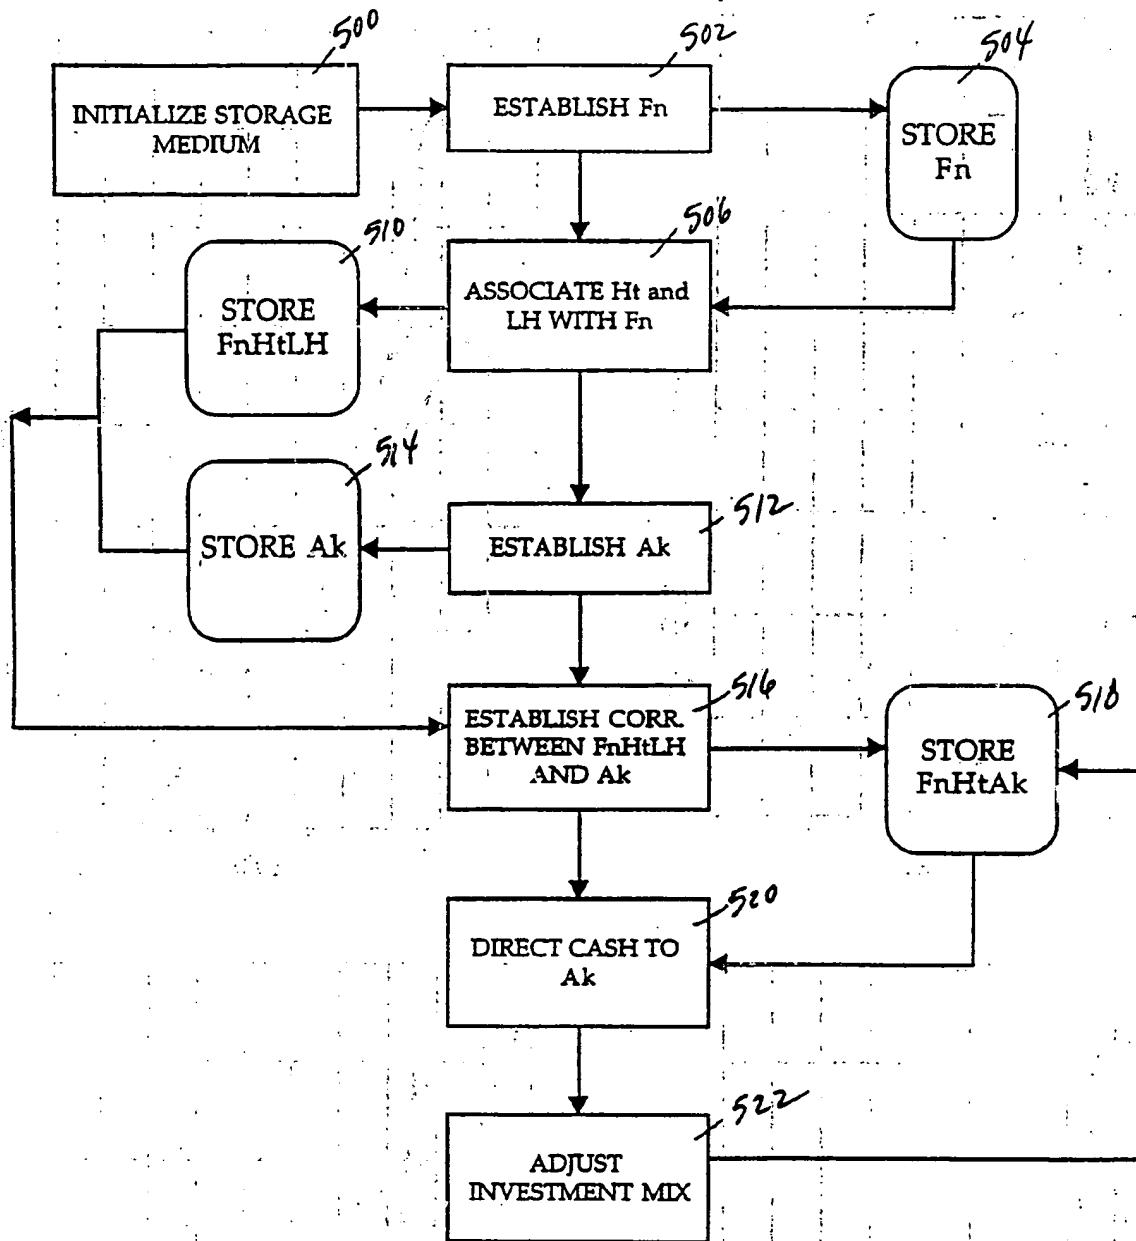 500
INITIALIZE STORAGE
MEDIUM
502
ESTABLISH Fn
504
STORE
Fn
506
ASSOCIATE Ht and
LH WITH Fn
510
STORE
FnHtLH
512
ESTABLISH Ak
514
STORE Ak
516
ESTABLISH CORR.
BETWEEN FnHtLH
AND Ak
518
STORE
FnHtAk
520
DIRECT CASH TO
Ak
522
ADJUST
INVESTMENT MIX